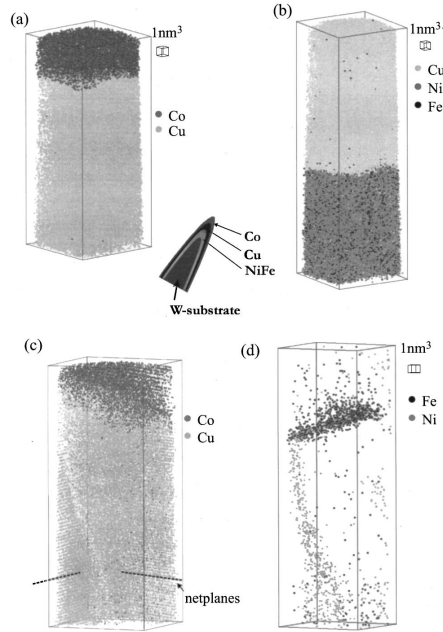 (a)
1nm3
Co
Cu
(b)
1nm3
Cu
Ni
Fe
Co
Cu
NiFe
W-substrate
(c)
Co
Cu
netplanes
(d)
1nm3
Fe
Ni